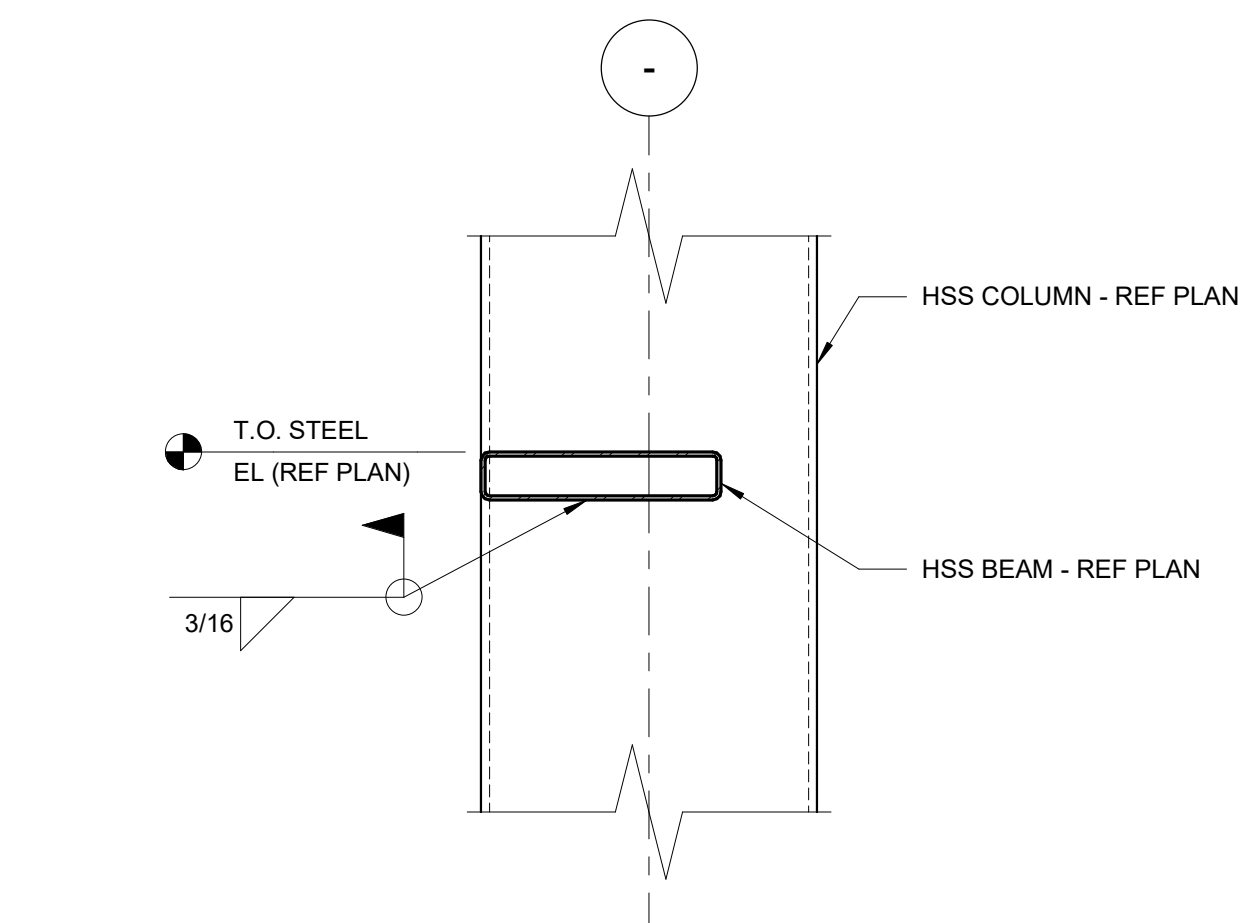 -
HSS COLUMN - REF PLAN
T.O. STEEL
EL (REF PLAN)
HSS BEAM - REF PLAN
3/16